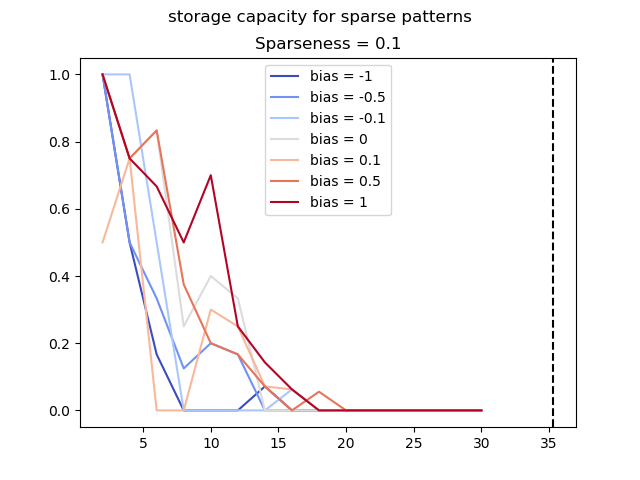 storage capacity for sparse patterns
Sparseness = 0.1
1.0
0.8
0.6
0.4
0.2
0.0
bias = -1
bias = -0.5
bias = -0.1
bias = 0
bias = 0.1
bias = 0.5
bias = 1
5 10 15 20 25 30 35